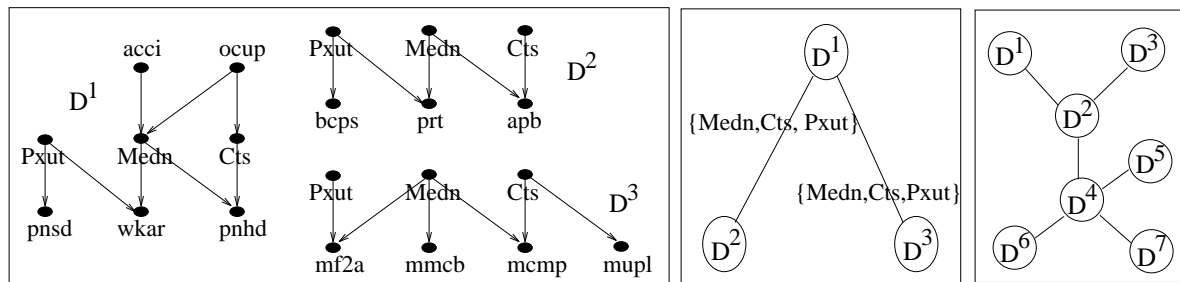 acci ocup
D1
Pxut Medn Cts
pnsd wkar pnhd
Pxut Medn Cts
D2
bcps prt apb
Pxut Medn Cts
D3
mf2a mmcb mcmp mupl
D1
{Medn,Cts, Pxut}
{Medn,Cts,Pxut}
D2 D3
D1 D3
D2
D5
D4
D6 D7